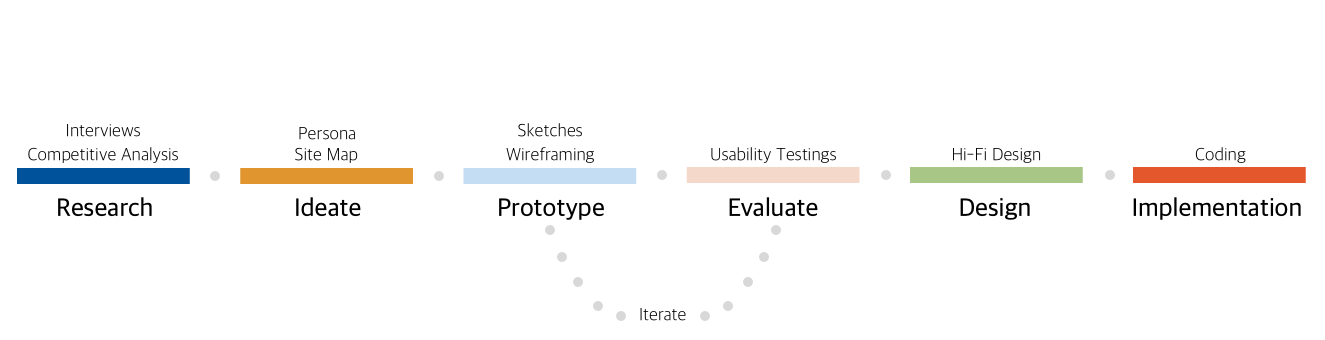 Interviews
Competitive Analysis
Research
Persona
Site Map
Ideate
Sketches
Wireframing
Prototype
Usability Testings
Evaluate
Hi-Fi Design
Design
Coding
Implementation
Iterate